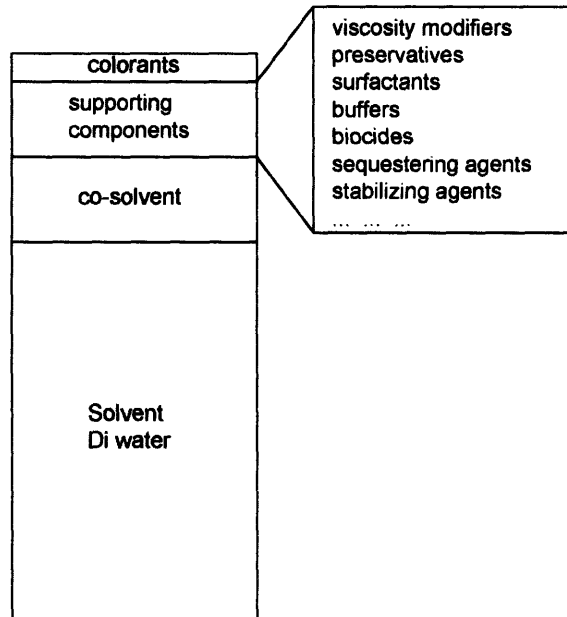 colorants
supporting
components
co-solvent
Solvent
Di water
viscosity modifiers
preservatives
surfactants
buffers
biocides
sequestering agents
stabilizing agents
... ... ...